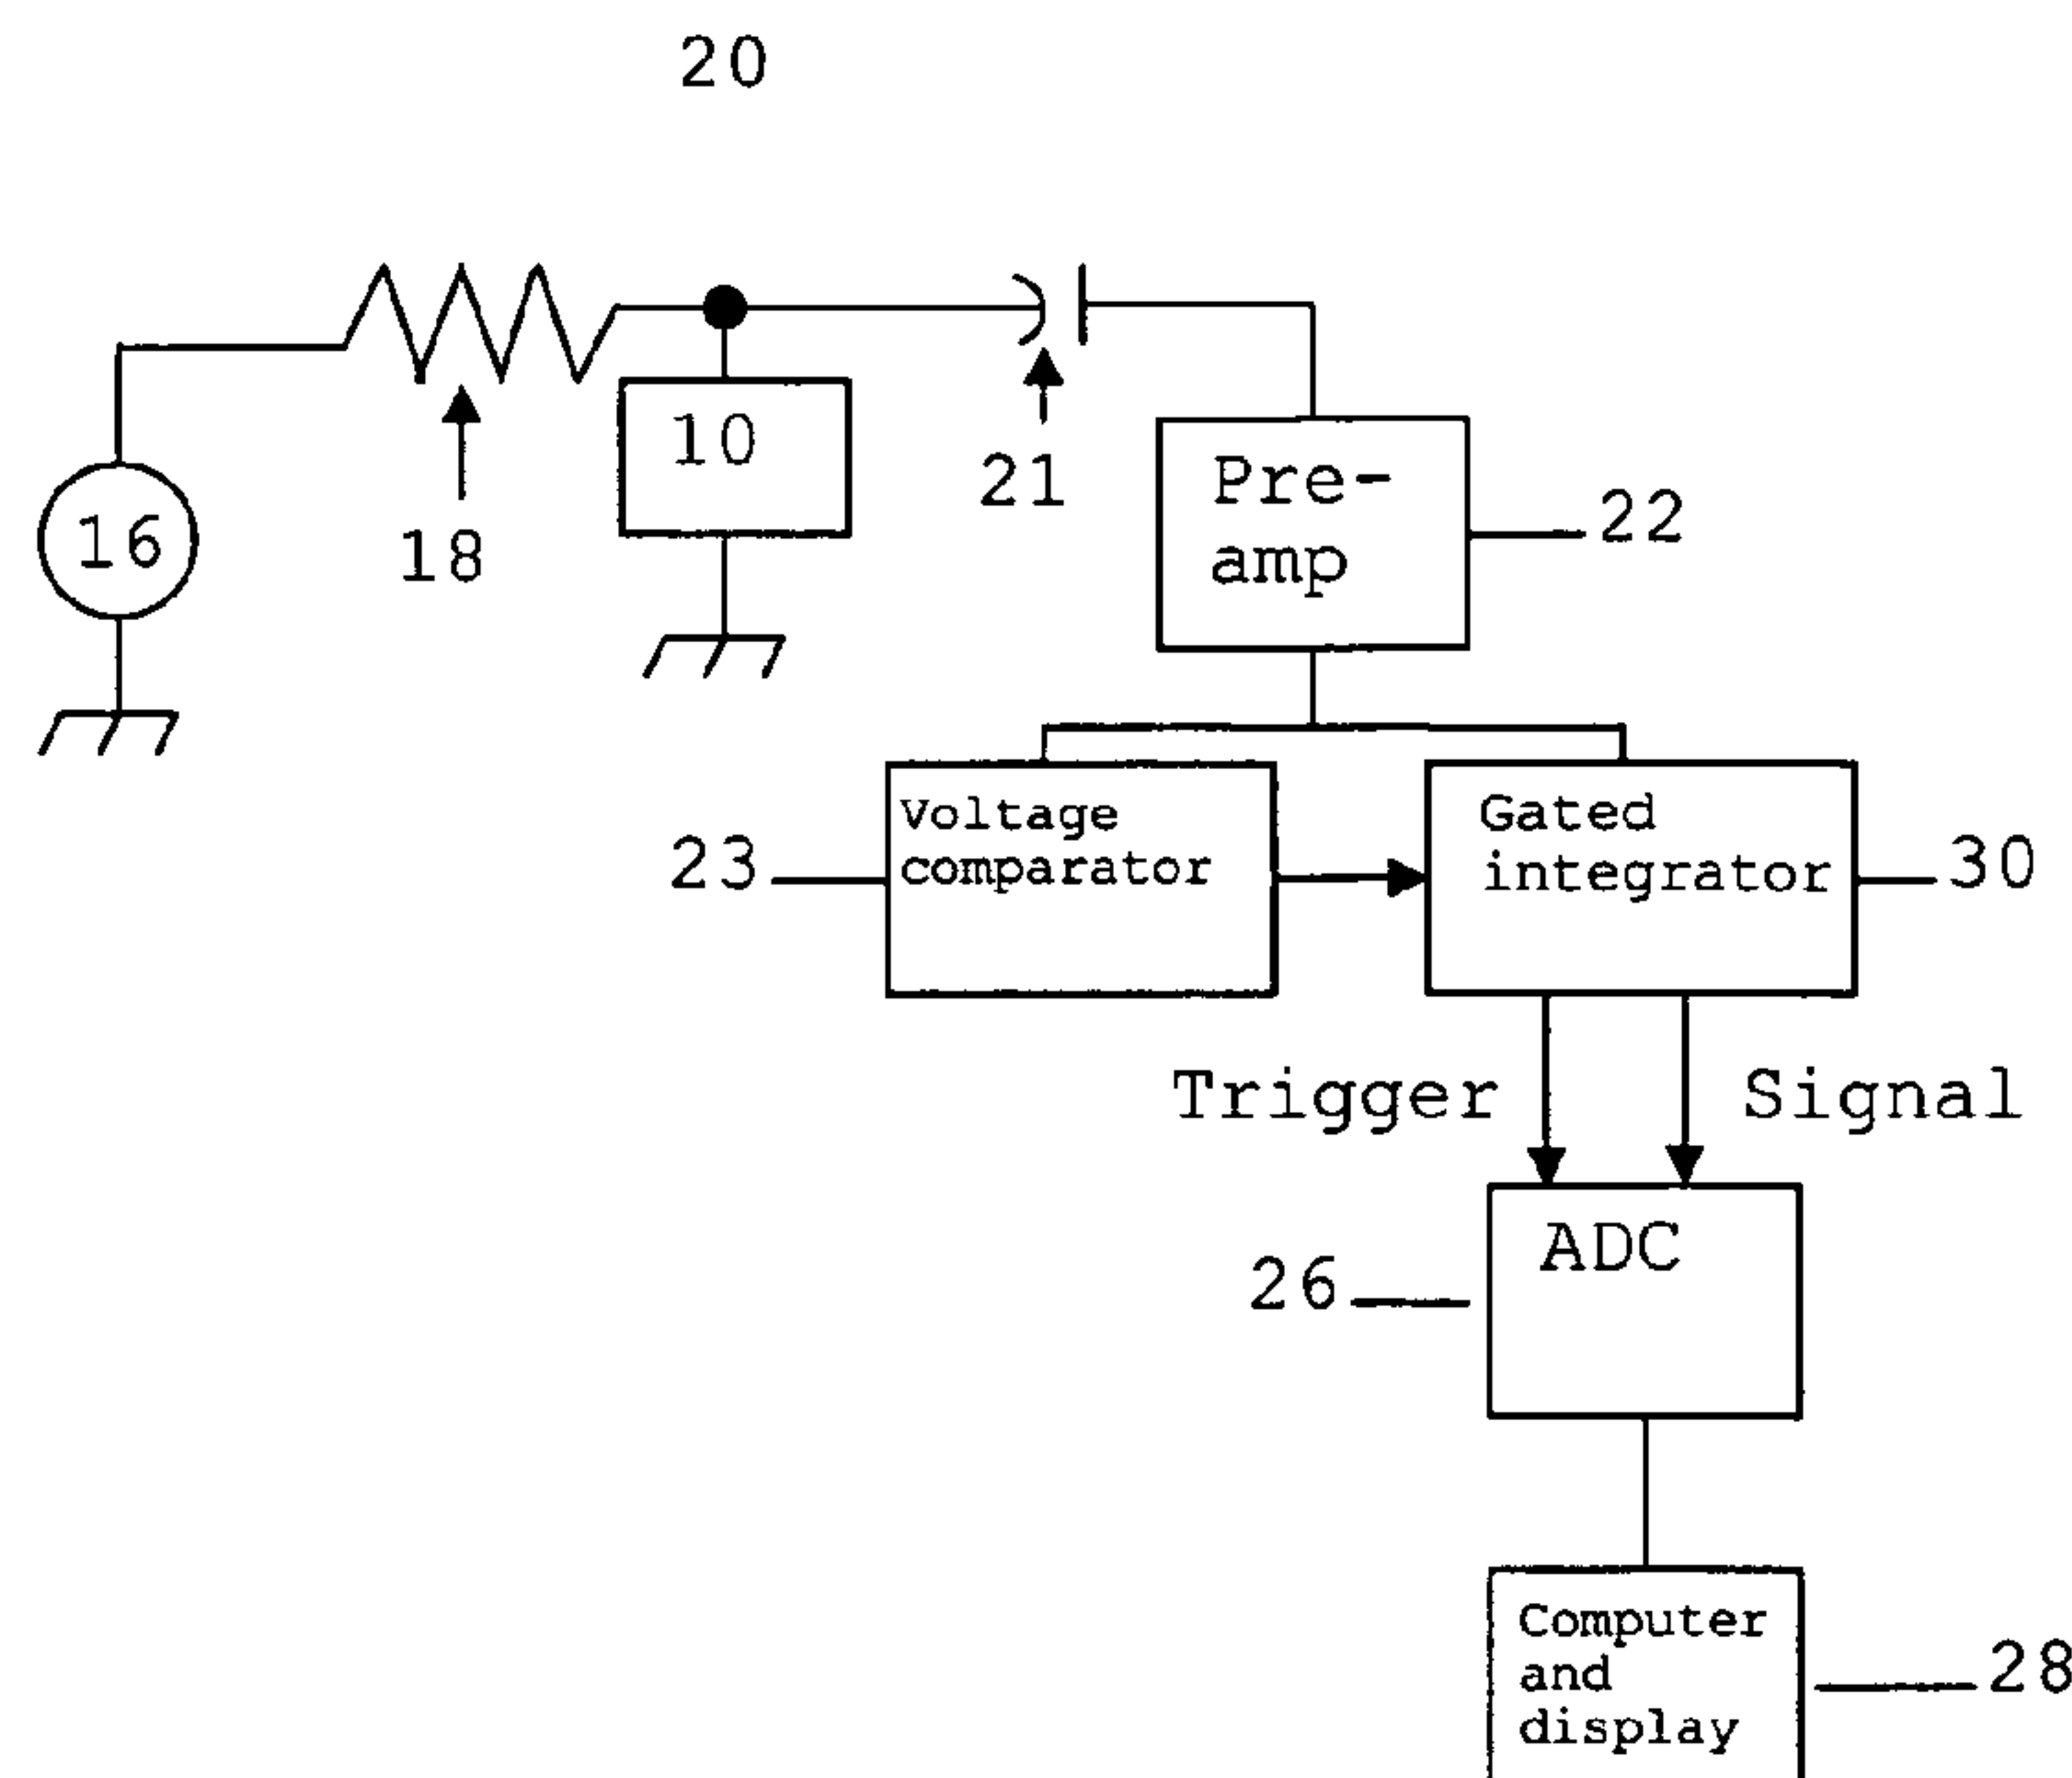 20
10
16
18
21
Pre-
amp
22
Voltage
comparator
23
Gated
integrator
30
Trigger
Signal
ADC
26
Computer
and
display
28